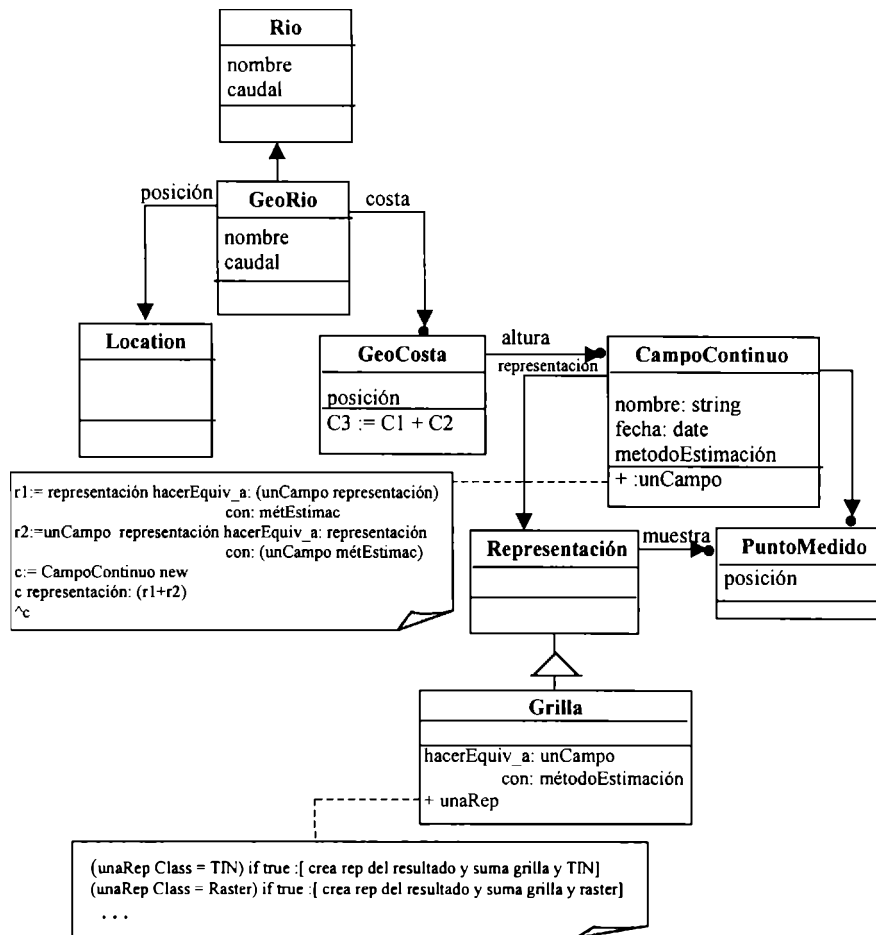 Rio
nombre
caudal
posición
GeoRio
costa
nombre
caudal
Location
GeoCosta
posición
C3 := C1 + C2
altura
representación
CampoContinuo
nombre: string
fecha: date
metodoEstimación
+ :unCampo
r1:= representación hacerEquiv_a: (unCampo representación)
con: métEstimac
r2:=unCampo representación hacerEquiv_a: representación
con: (unCampo métEstimac)
c:= CampoContinuo new
c representación: (r1+r2)
^c
Representación
muestra
PuntoMedido
posición
Grilla
hacerEquiv_a: unCampo
con: métodoEstimación
+ unaRep
(unaRep Class = TIN) if true :[ crea rep del resultado y suma grilla y TIN]
(unaRep Class = Raster) if true :[ crea rep del resultado y suma grilla y raster]
. . .